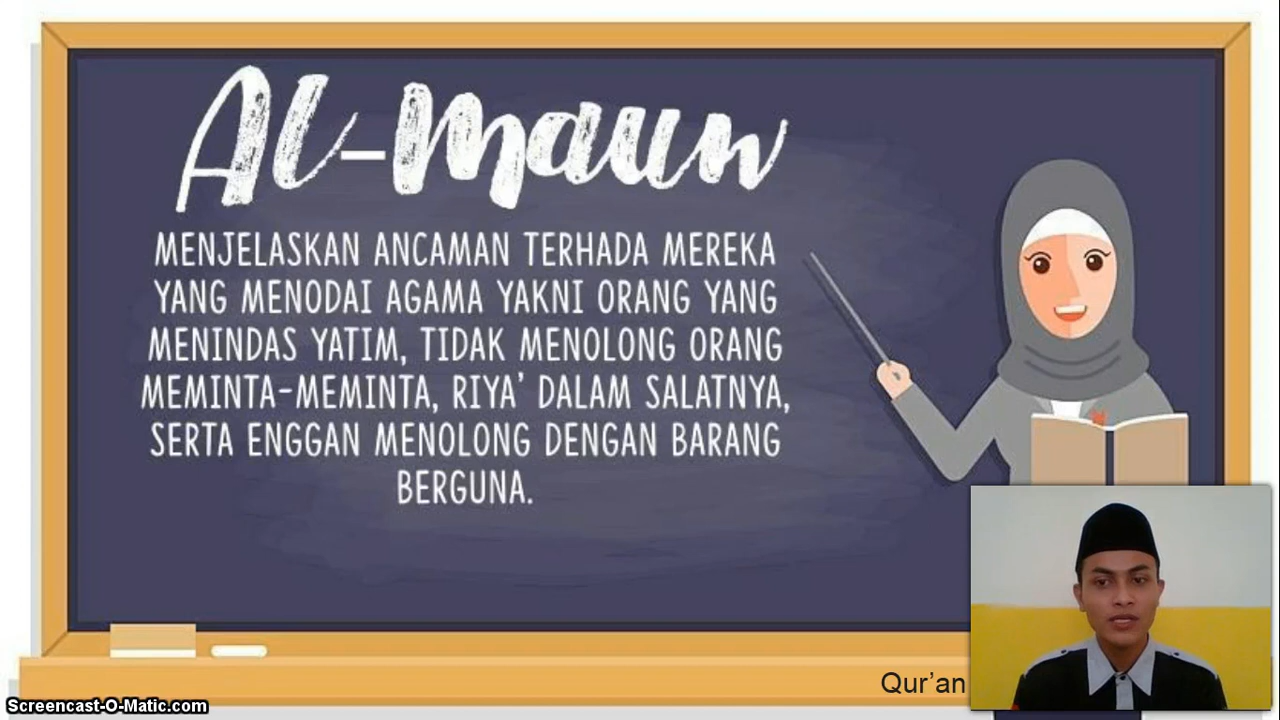 Al-Maun
MENJELASKAN ANCAMAN TERHADA MEREKA
YANG MENODAI AGAMA YAKNI ORANG YANG
MENINDAS YATIM, TIDAK MENOLONG ORANG
MEMINTA-MEMINTA, RIYA’ DALAM SALATNYA,
SERTA ENGGAN MENOLONG DENGAN BARANG
BERGUNA.
Qur’an
Screencast-O-Matic.com